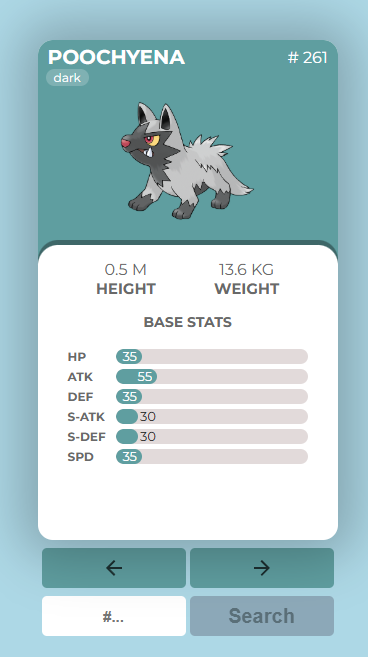 POOCHYENA # 261
dark
0.5 M 13.6 KG
HEIGHT WEIGHT
BASE STATS
HP 35
ATK 55
DEF 35
S-ATK 30
S-DEF 30
SPD 35
← →
#... Search